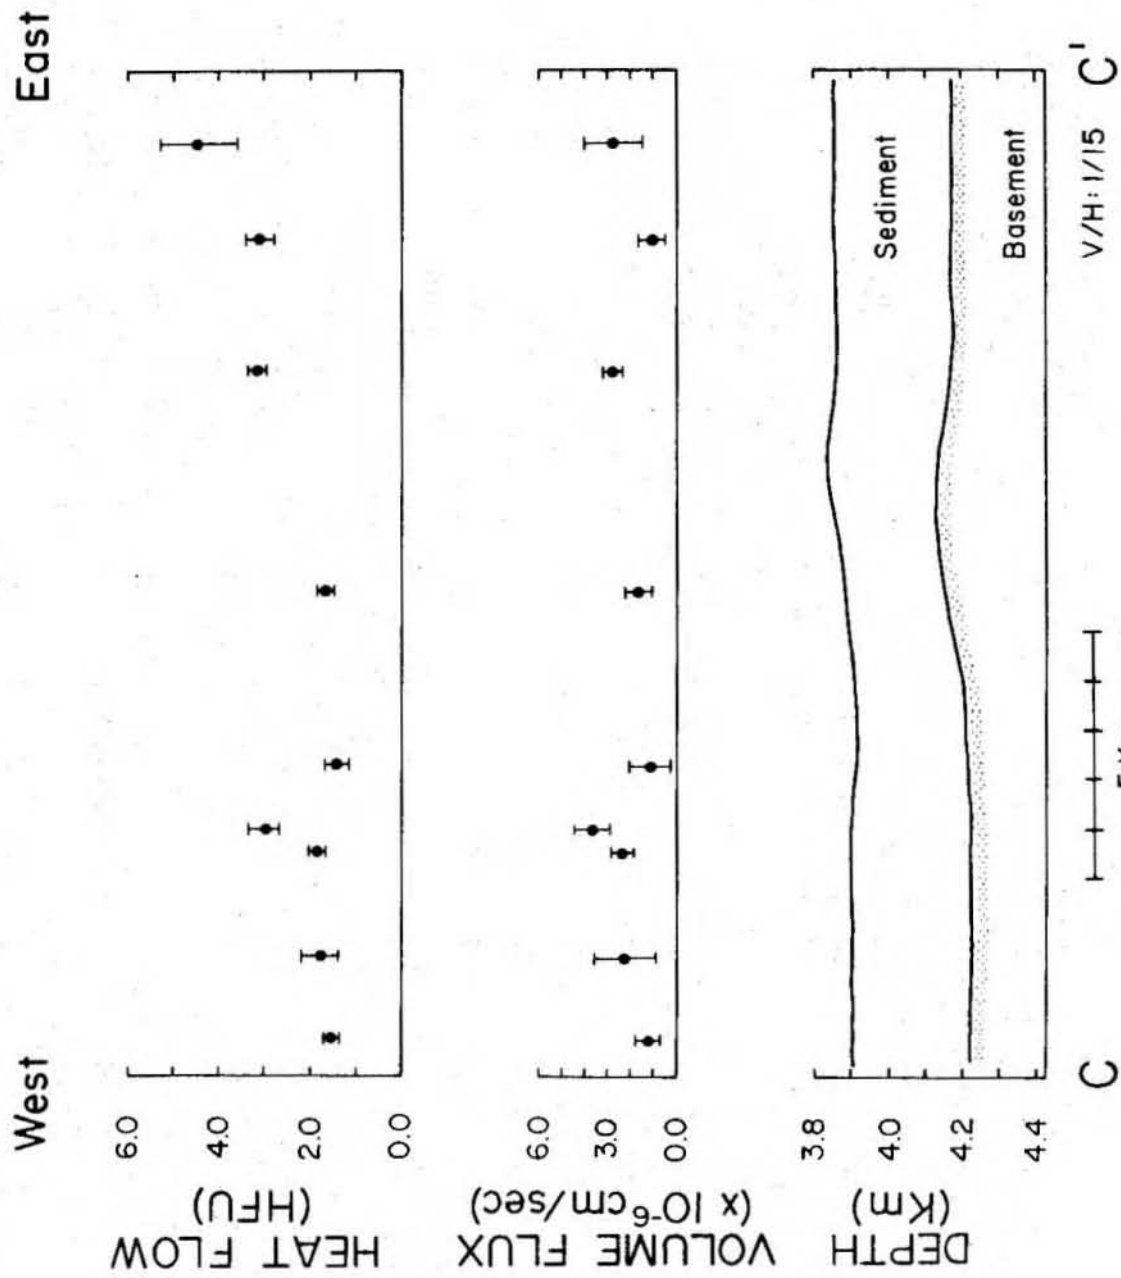 West
East
HEAT FLOW
(HFU)
6.0
4.0
2.0
0.0
VOLUME FLUX
(x 10⁻⁶cm/sec)
6.0
3.0
0.0
DEPTH
(Km)
3.8
4.0
4.2
4.4
Sediment
Basement
C
V/H: 1/15
C'